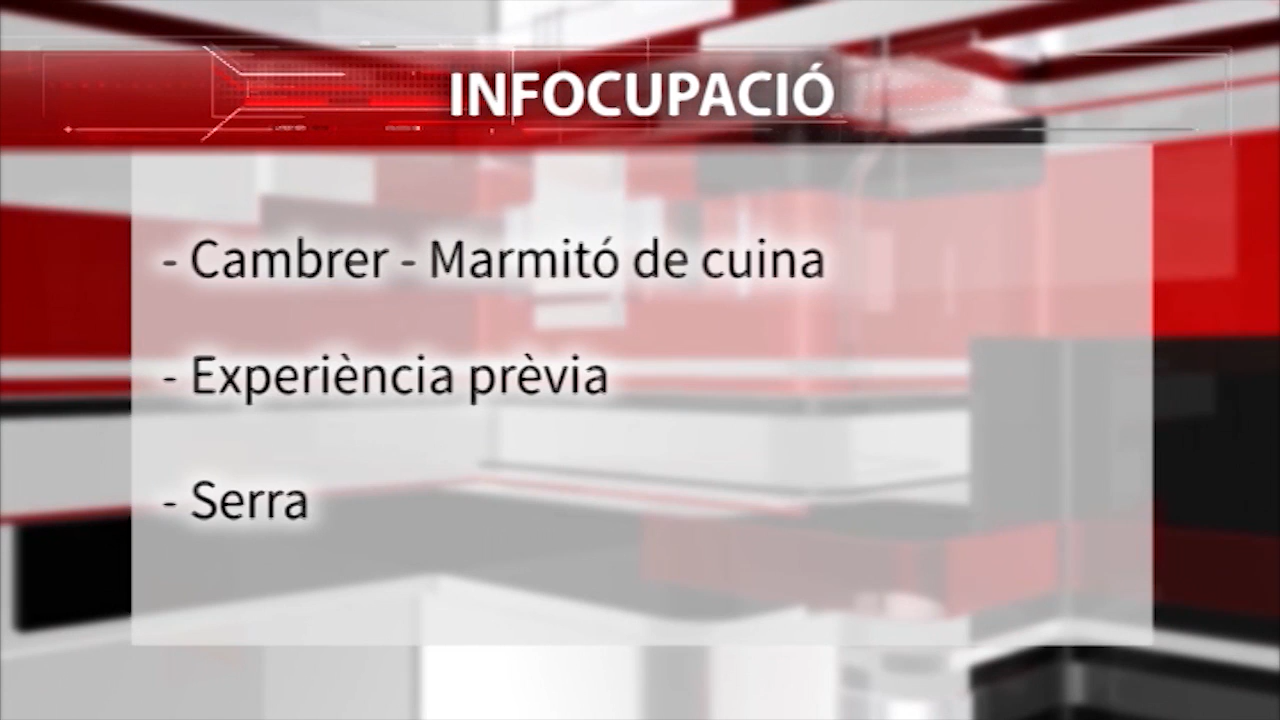 INFOCUPACIÓ
- Cambrer - Marmitó de cuina
- Experiència prèvia
- Serra